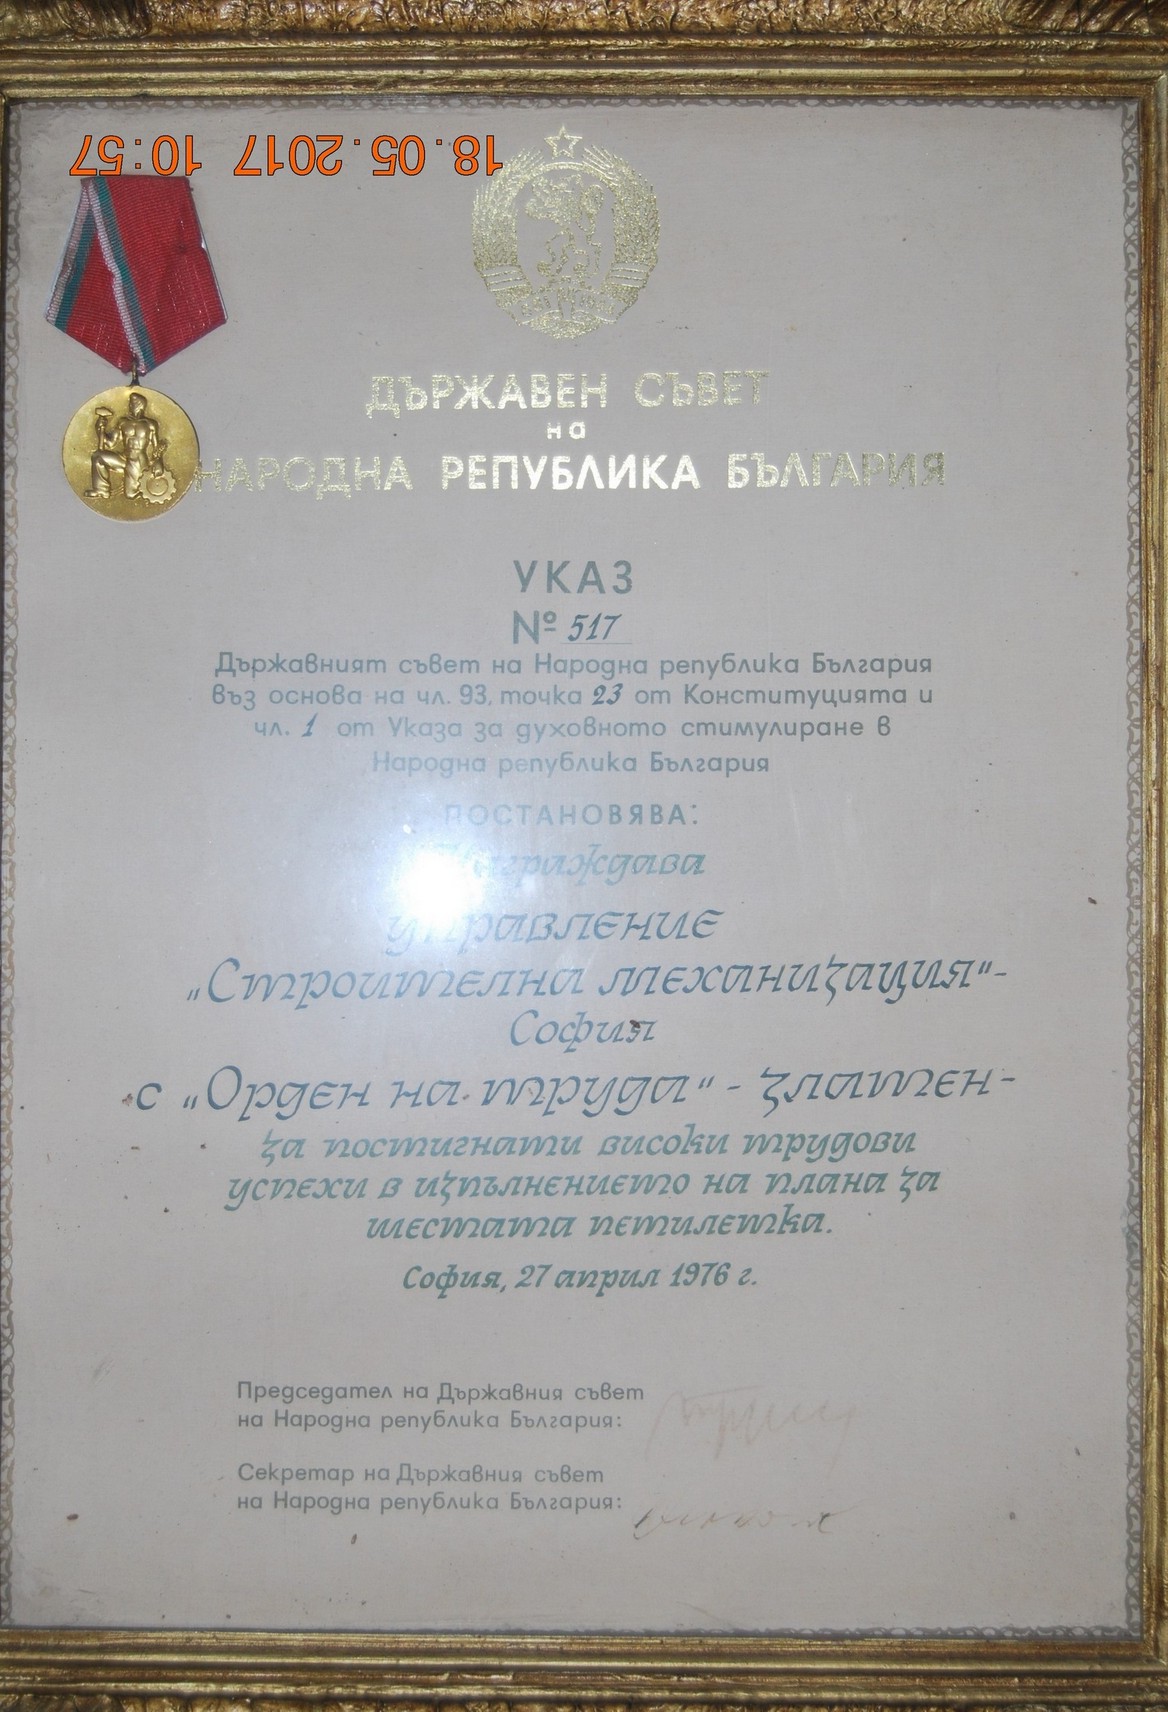 18.05.2017 10:57
ДЪРЖАВЕН СЪВЕТ
на
НАРОДНА РЕПУБЛИКА БЪЛГАРИЯ
УКАЗ
№ 517
Държавният съвет на Народна република България
въз основа на чл. 93, точка 23 от Конституцията и
чл. 1 от Указа за духовното стимулиране в
Народна република България
ПОСТАНОВЯВА:
Награждава
управление
„Строителна механизация“-
София
с „Орден на труда“ - златен-
за постигнати високи трудови
успехи в изпълнението на плана за
шестата петилетка.
София, 27 април 1976 г.
Председател на Държавния съвет
на Народна република България:
Секретар на Държавния съвет
на Народна република България: